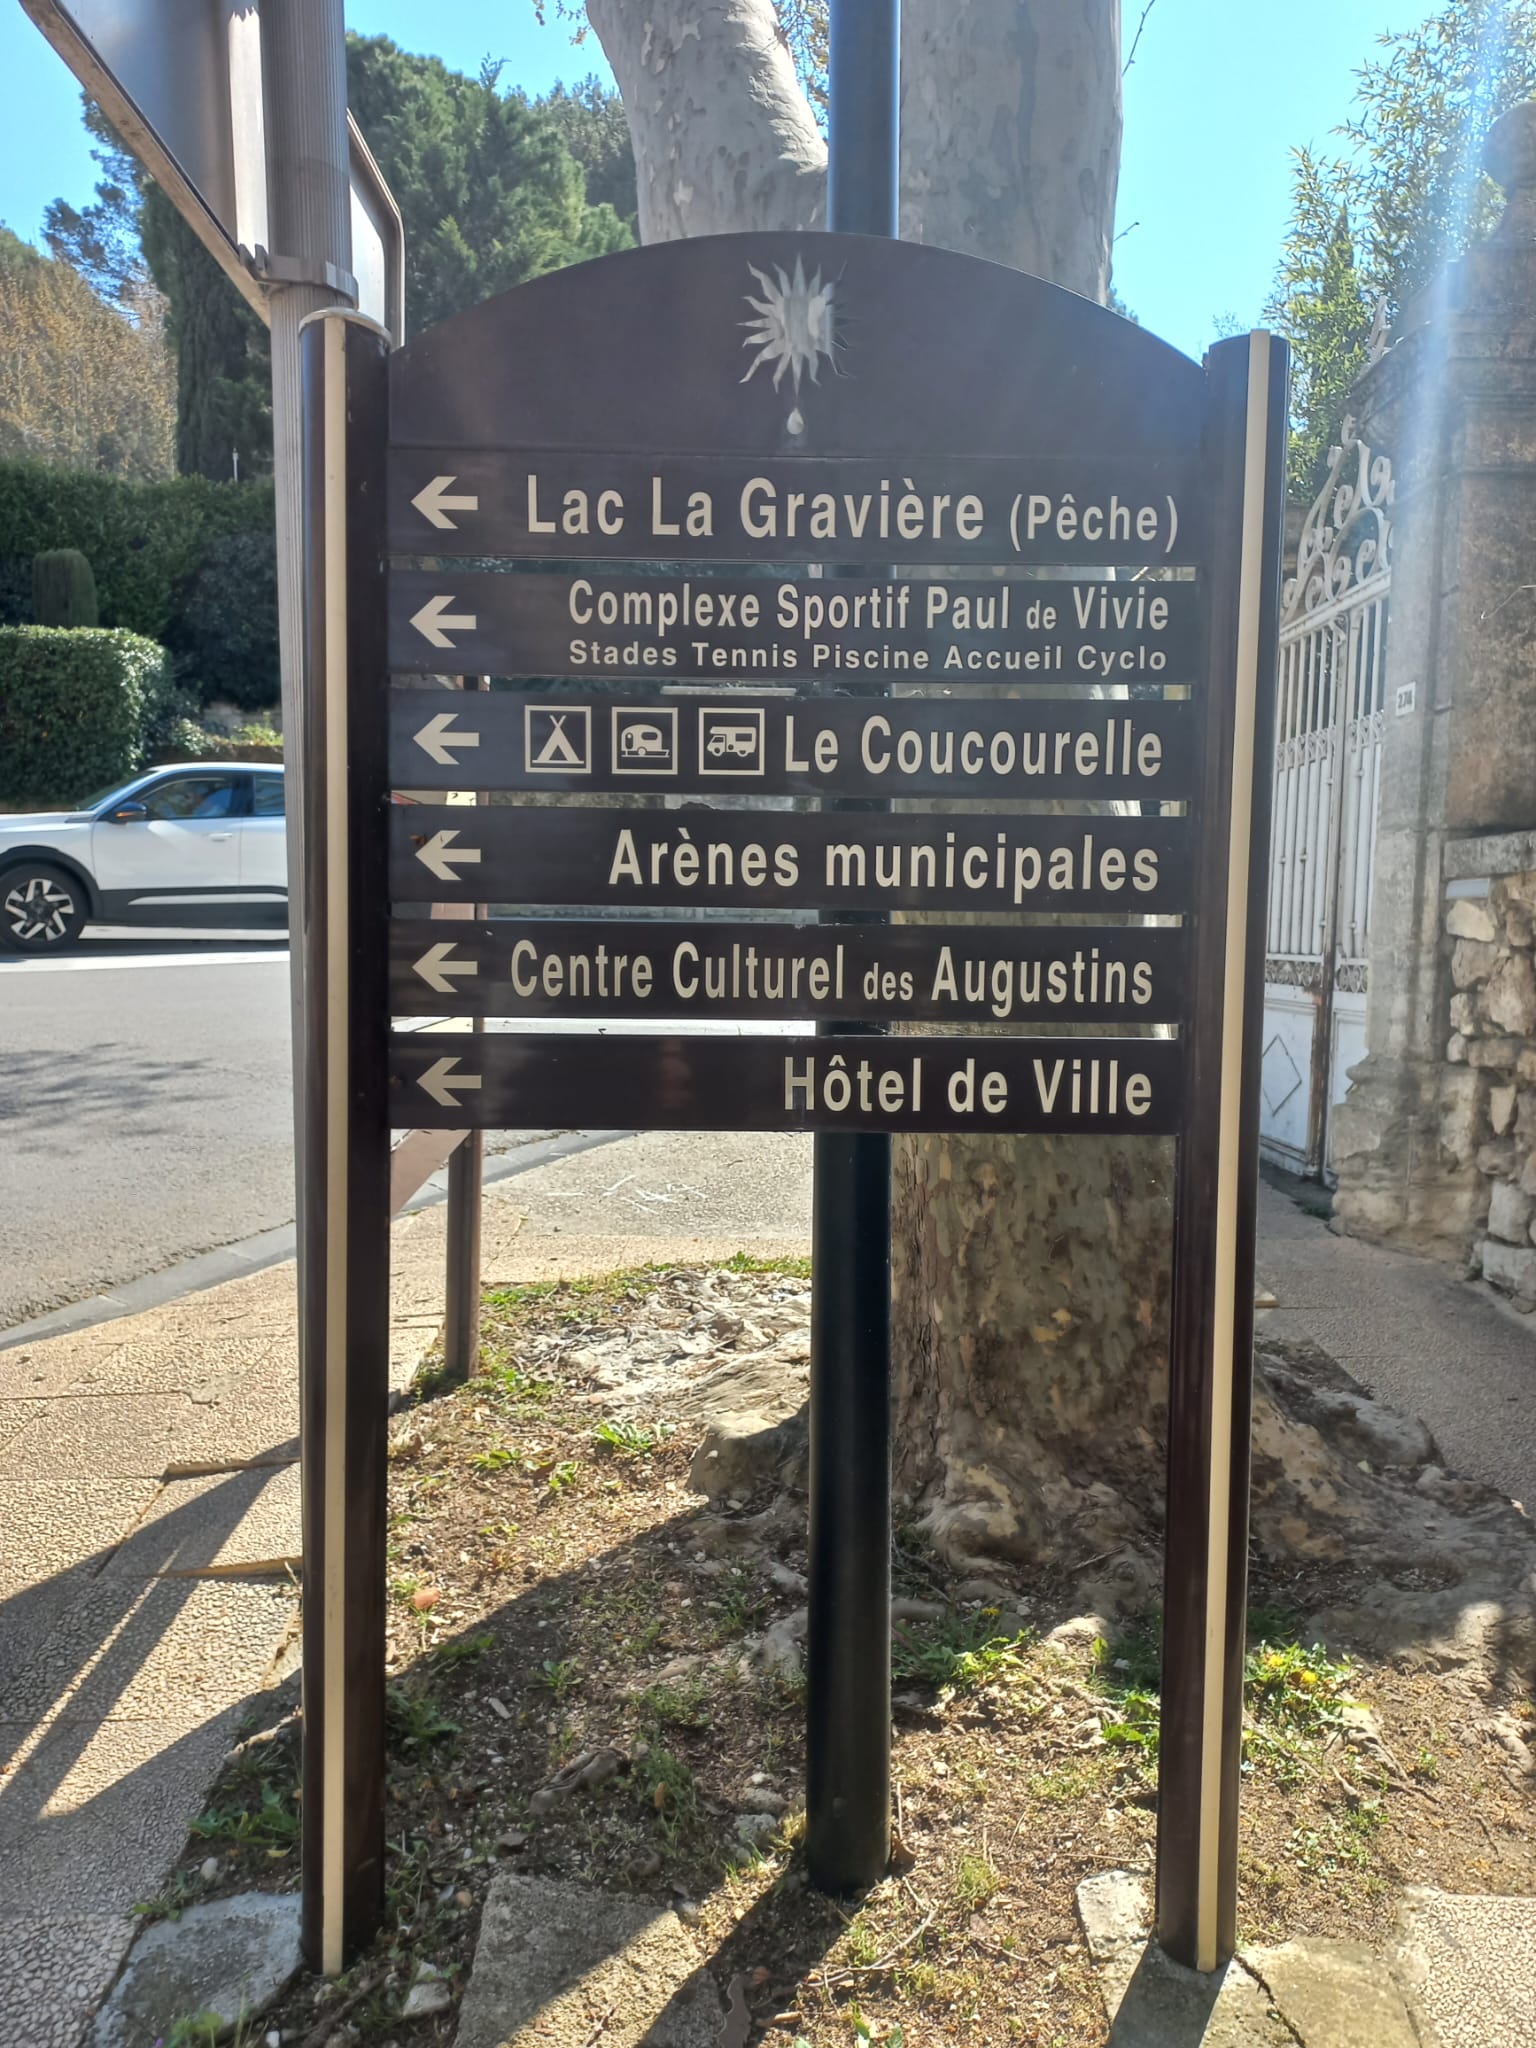 Lac La Gravière (Pêche)
Complexe Sportif Paul de Vivie
Stades Tennis Piscine Accueil Cyclo
Le Coucourelle
Arènes municipales
Centre Culturel des Augustins
Hôtel de Ville